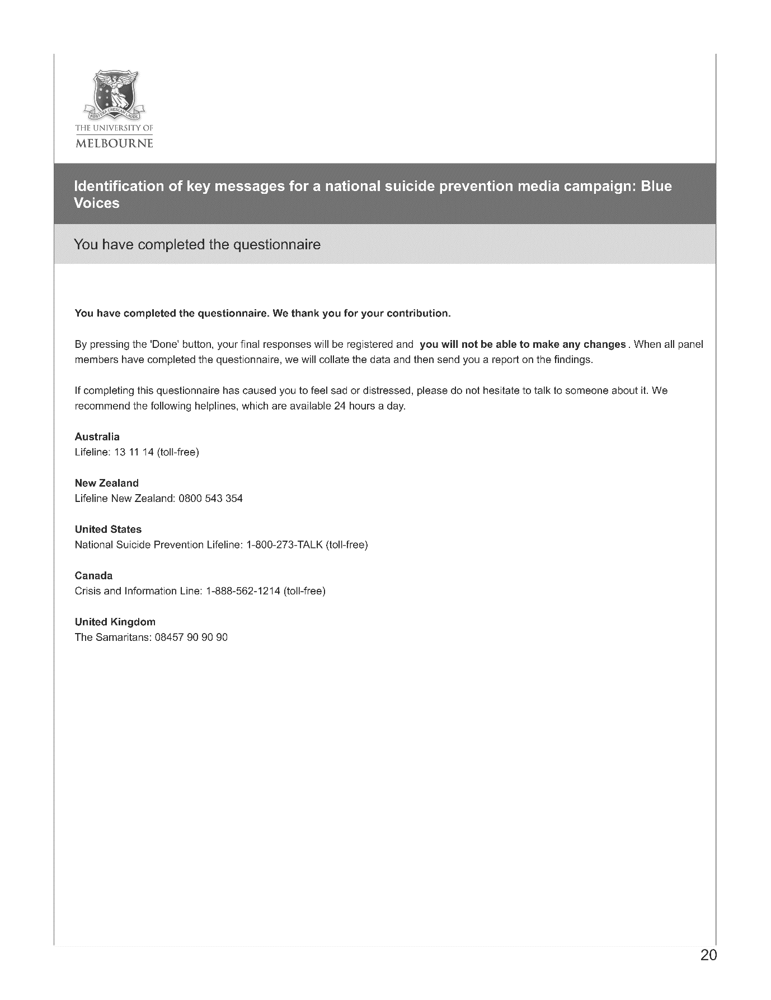 POSTERA CRESCAM LAUDE
THE UNIVERSITY OF
MELBOURNE
Identification of key messages for a national suicide prevention media campaign: Blue
Voices
You have completed the questionnaire
You have completed the questionnaire. We thank you for your contribution.
By pressing the 'Done' button, your final responses will be registered and you will not be able to make any changes. When all panel
members have completed the questionnaire, we will collate the data and then send you a report on the findings.
If completing this questionnaire has caused you to feel sad or distressed, please do not hesitate to talk to someone about it. We
recommend the following helplines, which are available 24 hours a day.
Australia
Lifeline: 13 11 14 (toll-free)
New Zealand
Lifeline New Zealand: 0800 543 354
United States
National Suicide Prevention Lifeline: 1-800-273-TALK (toll-free)
Canada
Crisis and Information Line: 1-888-562-1214 (toll-free)
United Kingdom
The Samaritans: 08457 90 90 90
20